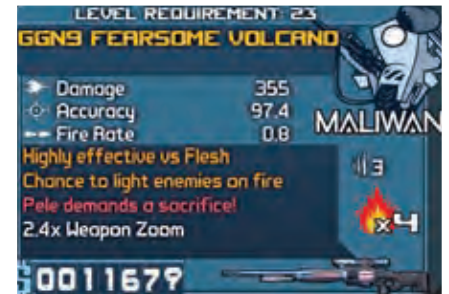 LEVEL REQUIREMENT: 23
GGN9 FEARSOME VOLCANO
Damage 355
Accuracy 97.4
Fire Rate 0.8
MALIWAN
Highly effective vs Flesh
3
Chance to light enemies on fire
Pele demands a sacrifice!
x4
2.4x Weapon Zoom
$0011679